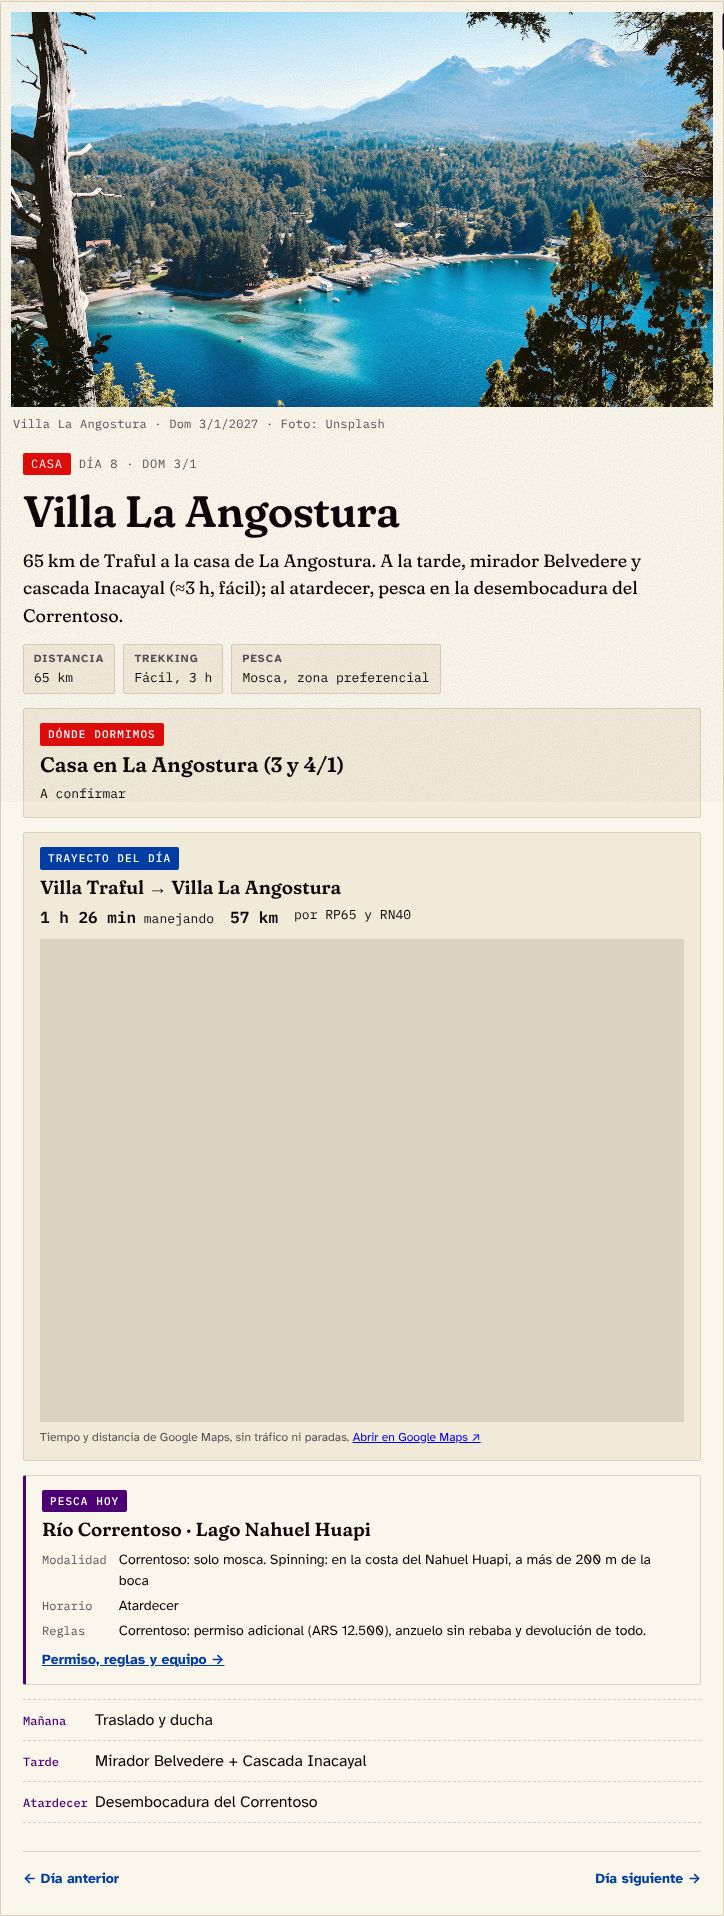 Villa La Angostura · Dom 3/1/2027 · Foto: Unsplash
CASA DÍA 8 · DOM 3/1
Villa La Angostura
65 km de Traful a la casa de La Angostura. A la tarde, mirador Belvedere y
cascada Inacayal (≈3 h, fácil); al atardecer, pesca en la desembocadura del
Correntoso.
DISTANCIA
65 km
TREKKING
Fácil, 3 h
PESCA
Mosca, zona preferencial
DÓNDE DORMIMOS
Casa en La Angostura (3 y 4/1)
A confirmar
TRAYECTO DEL DÍA
Villa Traful → Villa La Angostura
1 h 26 min manejando 57 km por RP65 y RN40
Tiempo y distancia de Google Maps, sin tráfico ni paradas. Abrir en Google Maps ↗
PESCA HOY
Río Correntoso · Lago Nahuel Huapi
Modalidad Correntoso: solo mosca. Spinning: en la costa del Nahuel Huapi, a más de 200 m de la
boca
Horario Atardecer
Reglas Correntoso: permiso adicional (ARS 12.500), anzuelo sin rebaba y devolución de todo.
Permiso, reglas y equipo →
Mañana Traslado y ducha
Tarde Mirador Belvedere + Cascada Inacayal
Atardecer Desembocadura del Correntoso
← Día anterior Día siguiente →